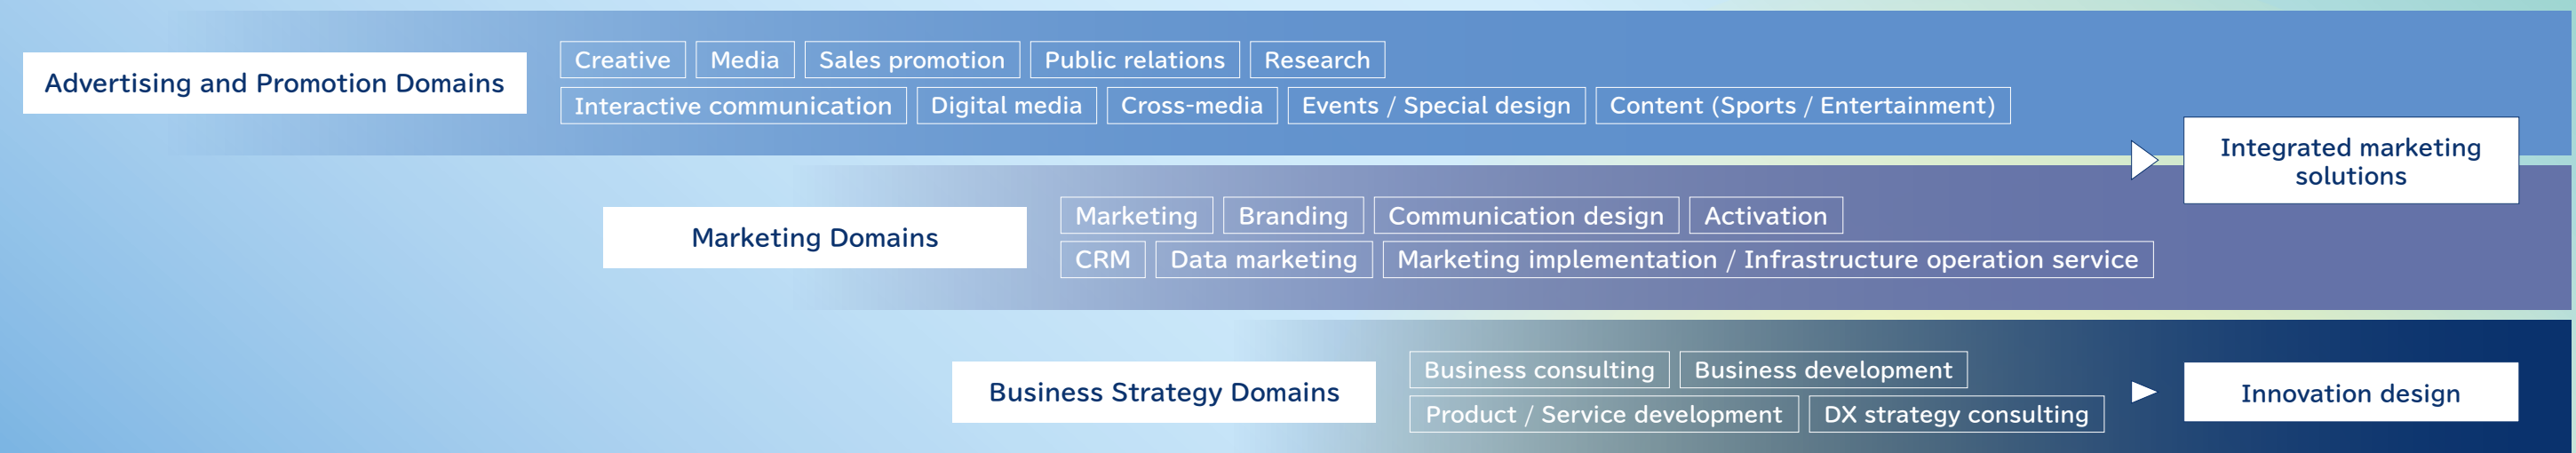 Advertising and Promotion Domains
Creative Media Sales promotion Public relations Research
Interactive communication Digital media Cross-media Events / Special design Content (Sports / Entertainment)
Marketing Domains
Marketing Branding Communication design Activation
CRM Data marketing Marketing implementation / Infrastructure operation service
Integrated marketing
solutions
Business Strategy Domains
Business consulting Business development
Product / Service development DX strategy consulting
Innovation design